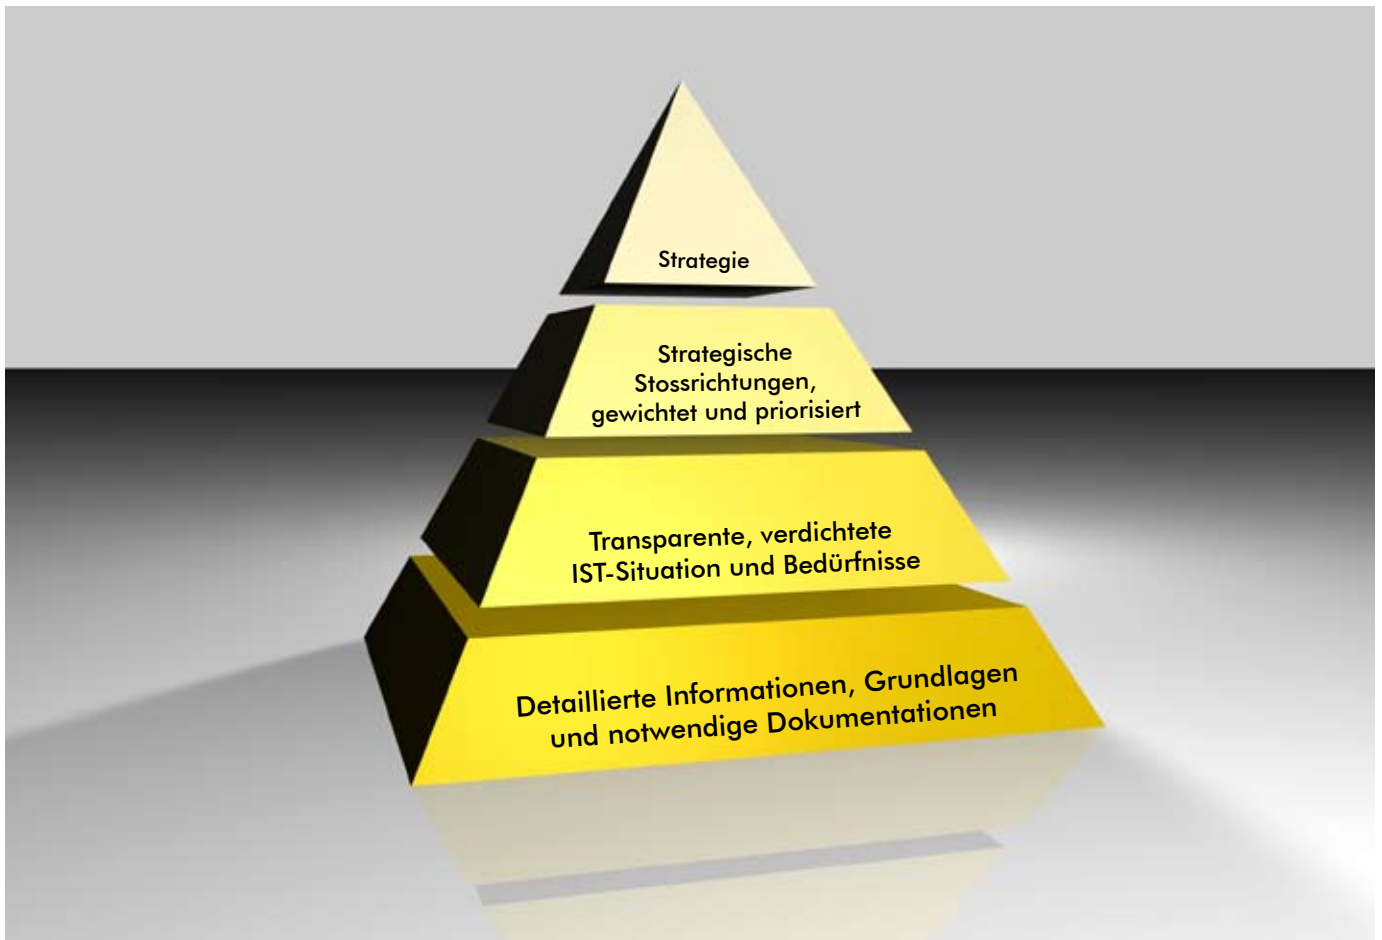 Strategie
Strategische
Stossrichtungen,
gewichtet und priorisiert
Transparente, verdichtete
IST-Situation und Bedürfnisse
Detaillierte Informationen, Grundlagen
und notwendige Dokumentationen